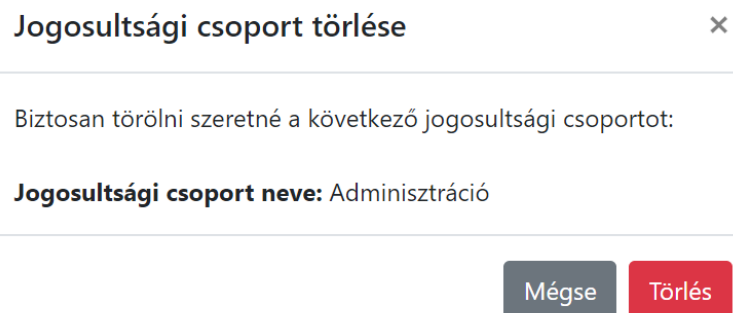 Jogosultsági csoport törlése ×
Biztosan törölni szeretné a következő jogosultsági csoportot:
Jogosultsági csoport neve: Adminisztráció
Mégse Törlés